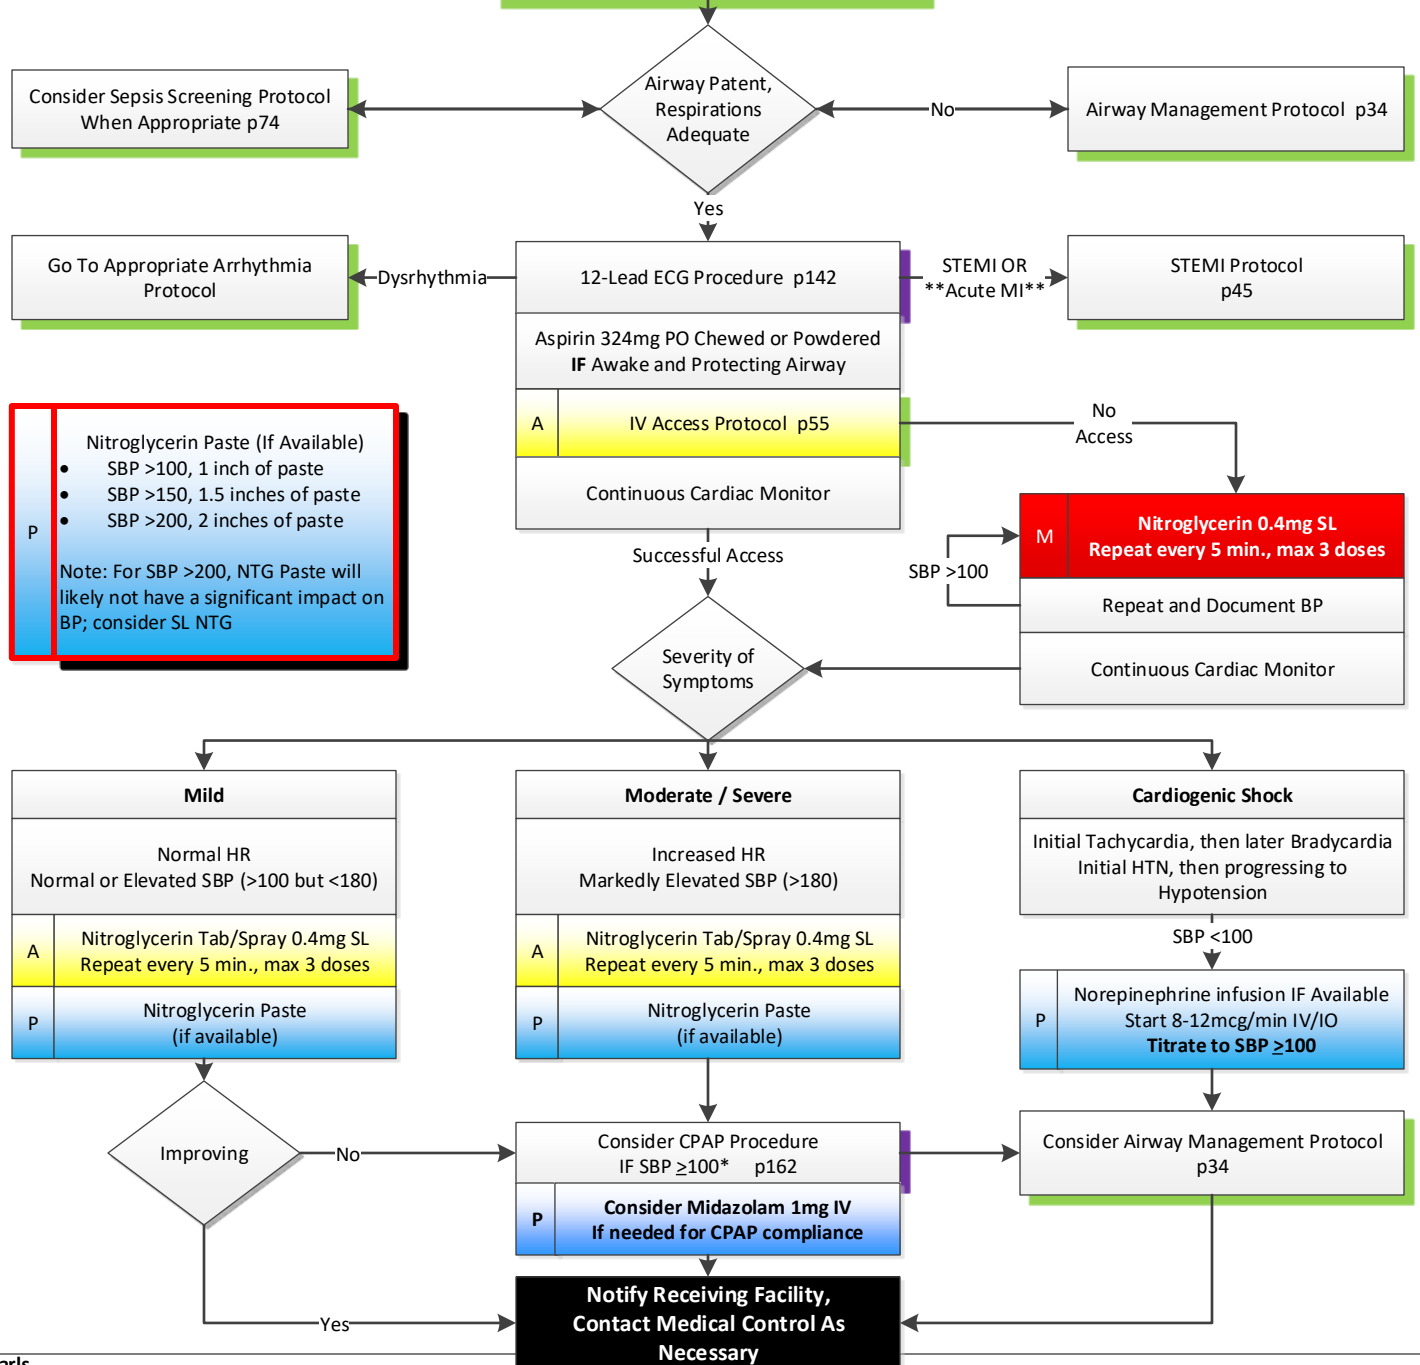 Airway Patent,
Respirations
Adequate
Consider Sepsis Screening Protocol
When Appropriate p74
No
Airway Management Protocol p34
Yes
Go To Appropriate Arrhythmia
Protocol
Dysrhythmia
12-Lead ECG Procedure p142
STEMI OR
**Acute MI**
STEMI Protocol
p45
Aspirin 324mg PO Chewed or Powdered
IF Awake and Protecting Airway
A
IV Access Protocol p55
No
Access
Continuous Cardiac Monitor
P
Nitroglycerin Paste (If Available)
• SBP >100, 1 inch of paste
• SBP >150, 1.5 inches of paste
• SBP >200, 2 inches of paste
Note: For SBP >200, NTG Paste will
likely not have a significant impact on
BP; consider SL NTG
Successful Access
M
Nitroglycerin 0.4mg SL
Repeat every 5 min., max 3 doses
SBP >100
Repeat and Document BP
Continuous Cardiac Monitor
Severity of
Symptoms
Mild
Normal HR
Normal or Elevated SBP (>100 but <180)
A
Nitroglycerin Tab/Spray 0.4mg SL
Repeat every 5 min., max 3 doses
P
Nitroglycerin Paste
(if available)
Moderate / Severe
Increased HR
Markedly Elevated SBP (>180)
A
Nitroglycerin Tab/Spray 0.4mg SL
Repeat every 5 min., max 3 doses
P
Nitroglycerin Paste
(if available)
Cardiogenic Shock
Initial Tachycardia, then later Bradycardia
Initial HTN, then progressing to
Hypotension
SBP <100
P
Norepinephrine infusion IF Available
Start 8-12mcg/min IV/IO
Titrate to SBP ≥100
Improving
No
Consider CPAP Procedure
IF SBP ≥100* p162
P
Consider Midazolam 1mg IV
If needed for CPAP compliance
Consider Airway Management Protocol
p34
Yes
Notify Receiving Facility,
Contact Medical Control As
Necessary